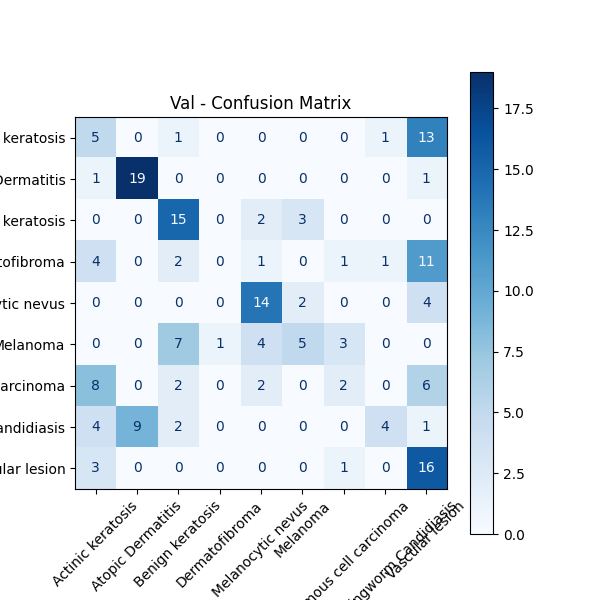 Val - Confusion Matrix
keratosis 5 0 1 0 0 0 0 1 13
Dermatitis 1 19 0 0 0 0 0 0 1
keratosis 0 0 15 0 2 3 0 0 0
tofibroma 4 0 2 0 1 0 1 1 11
ytic nevus 0 0 0 0 14 2 0 0 4
Melanoma 0 0 7 1 4 5 3 0 0
arcinoma 8 0 2 0 2 0 2 0 6
andidiasis 4 9 2 0 0 0 0 4 1
ular lesion 3 0 0 0 0 0 1 0 16
Actinic keratosis
Atopic Dermatitis
Benign keratosis
Dermatofibroma
Melanocytic nevus
Melanoma
mous cell carcinoma
ingworm Candidiasis
Vascular lesion
17.5
15.0
12.5
10.0
7.5
5.0
2.5
0.0